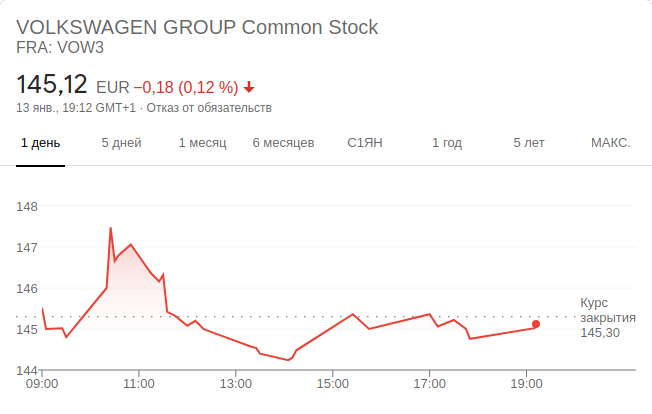 VOLKSWAGEN GROUP Common Stock
FRA: VOW3
145,12 EUR −0,18 (0,12 %)
13 янв., 19:12 GMT+1 · Отказ от обязательств
1 день 5 дней 1 месяц 6 месяцев С1ЯН 1 год 5 лет МАКС.
148
147
146
145
144
Курс
закрытия
145,30
09:00 11:00 13:00 15:00 17:00 19:00